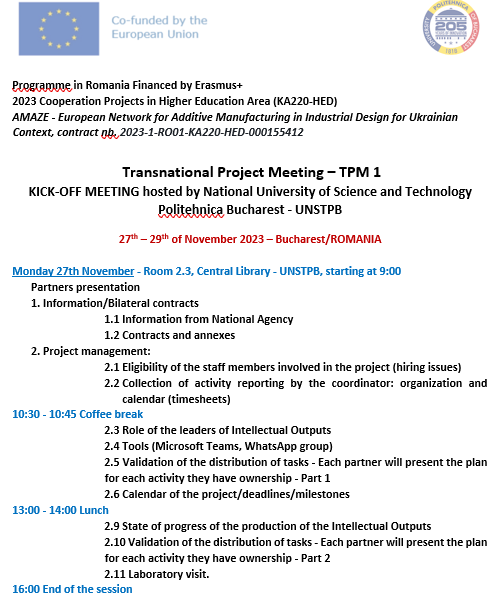 Co-funded by the
European Union
UNIVERSITY POLITEHNICA OF BUCHAREST
205
1818
Programme in Romania Financed by Erasmus+
2023 Cooperation Projects in Higher Education Area (KA220-HED)
AMAZE - European Network for Additive Manufacturing in Industrial Design for Ukrainian
Context, contract nb. 2023-1-RO01-KA220-HED-000155412
Transnational Project Meeting – TPM 1
KICK-OFF MEETING hosted by National University of Science and Technology
Politehnica Bucharest - UNSTPB
27th – 29th of November 2023 – Bucharest/ROMANIA
Monday 27th November - Room 2.3, Central Library - UNSTPB, starting at 9:00
Partners presentation
1. Information/Bilateral contracts
1.1 Information from National Agency
1.2 Contracts and annexes
2. Project management:
2.1 Eligibility of the staff members involved in the project (hiring issues)
2.2 Collection of activity reporting by the coordinator: organization and
calendar (timesheets)
10:30 - 10:45 Coffee break
2.3 Role of the leaders of Intellectual Outputs
2.4 Tools (Microsoft Teams, WhatsApp group)
2.5 Validation of the distribution of tasks - Each partner will present the plan
for each activity they have ownership - Part 1
2.6 Calendar of the project/deadlines/milestones
13:00 - 14:00 Lunch
2.9 State of progress of the production of the Intellectual Outputs
2.10 Validation of the distribution of tasks - Each partner will present the plan
for each activity they have ownership - Part 2
2.11 Laboratory visit.
16:00 End of the session